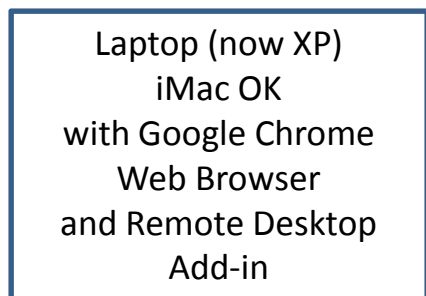 Laptop (now XP)
iMac OK
with Google Chrome
Web Browser
and Remote Desktop
Add-in